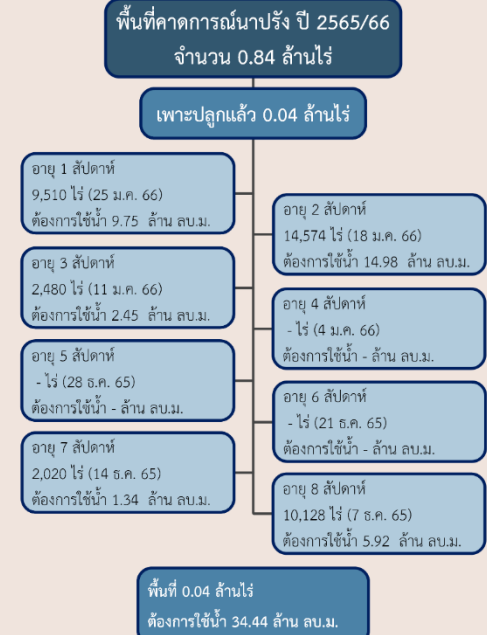 พื้นที่คาดการณ์นาปรัง ปี 2565/66
จำนวน 0.84 ล้านไร่
เพาะปลูกแล้ว 0.04 ล้านไร่
อายุ 1 สัปดาห์
9,510 ไร่ (25 ม.ค. 66)
ต้องการใช้น้ำ 9.75 ล้าน ลบ.ม.
อายุ 2 สัปดาห์
14,574 ไร่ (18 ม.ค. 66)
ต้องการใช้น้ำ 14.98 ล้าน ลบ.ม.
อายุ 3 สัปดาห์
2,480 ไร่ (11 ม.ค. 66)
ต้องการใช้น้ำ 2.45 ล้าน ลบ.ม.
อายุ 4 สัปดาห์
- ไร่ (4 ม.ค. 66)
ต้องการใช้น้ำ - ล้าน ลบ.ม.
อายุ 5 สัปดาห์
- ไร่ (28 ธ.ค. 65)
ต้องการใช้น้ำ - ล้าน ลบ.ม.
อายุ 6 สัปดาห์
- ไร่ (21 ธ.ค. 65)
ต้องการใช้น้ำ - ล้าน ลบ.ม.
อายุ 7 สัปดาห์
2,020 ไร่ (14 ธ.ค. 65)
ต้องการใช้น้ำ 1.34 ล้าน ลบ.ม.
อายุ 8 สัปดาห์
10,128 ไร่ (7 ธ.ค. 65)
ต้องการใช้น้ำ 5.92 ล้าน ลบ.ม.
พื้นที่ 0.04 ล้านไร่
ต้องการใช้น้ำ 34.44 ล้าน ลบ.ม.